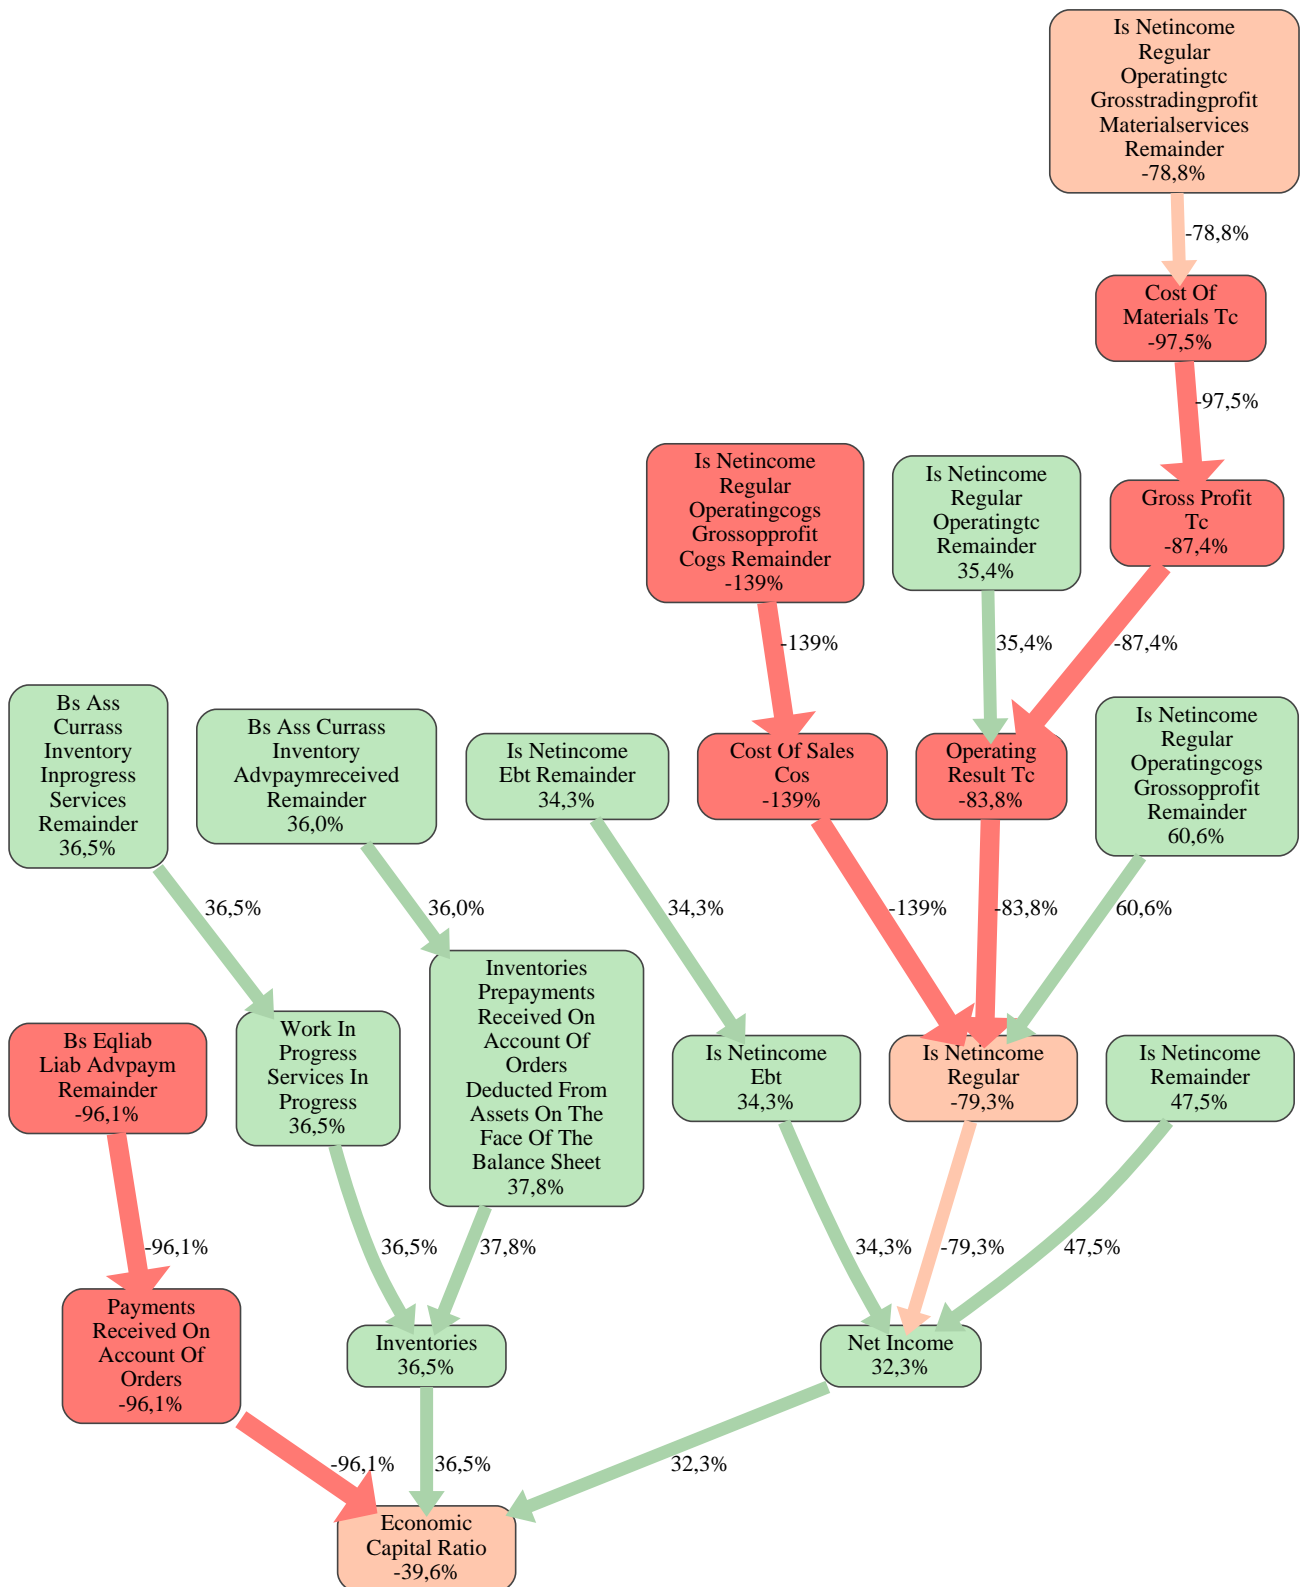 Is Netincome
Regular
Operatingtc
Grosstradingprofit
Materialservices
Remainder
-78,8%
-78,8%
Cost Of
Materials Tc
-97,5%
-97,5%
Is Netincome
Regular
Operatingcogs
Grossopprofit
Cogs Remainder
-139%
Is Netincome
Regular
Operatingtc
Remainder
35,4%
Gross Profit
Tc
-87,4%
-139%
35,4%
-87,4%
Bs Ass
Currass
Inventory
Inprogress
Services
Remainder
36,5%
Bs Ass Currass
Inventory
Advpaymreceived
Remainder
36,0%
Is Netincome
Ebt Remainder
34,3%
Cost Of Sales
Cos
-139%
Operating
Result Tc
-83,8%
Is Netincome
Regular
Operatingcogs
Grossopprofit
Remainder
60,6%
36,5%
36,0%
34,3%
-139%
-83,8%
60,6%
Bs Eqliab
Liab Advpaym
Remainder
-96,1%
Work In
Progress
Services In
Progress
36,5%
Inventories
Prepayments
Received On
Account Of
Orders
Deducted From
Assets On The
Face Of The
Balance Sheet
37,8%
Is Netincome
Ebt
34,3%
Is Netincome
Regular
-79,3%
Is Netincome
Remainder
47,5%
-96,1%
36,5%
37,8%
34,3%
-79,3%
47,5%
Payments
Received On
Account Of
Orders
-96,1%
Inventories
36,5%
Net Income
32,3%
-96,1%
36,5%
32,3%
Economic
Capital Ratio
-39,6%